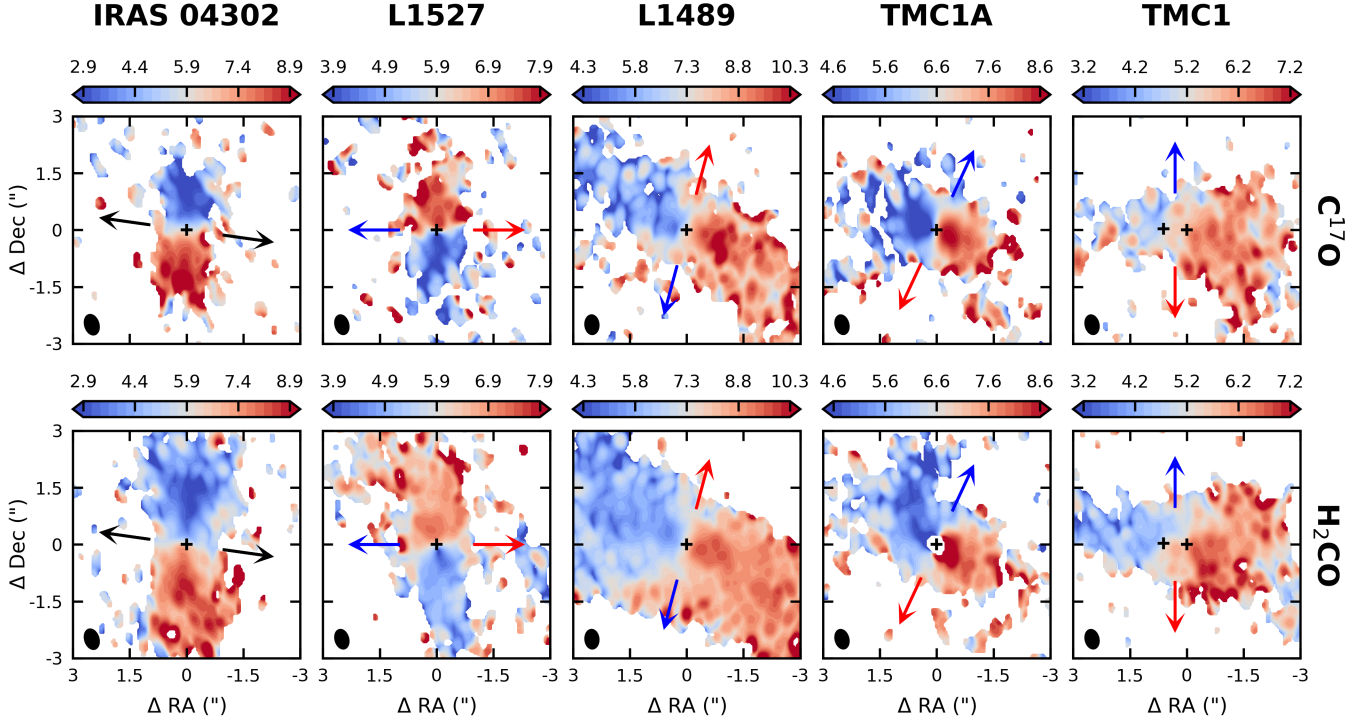 IRAS 04302 L1527 L1489 TMC1A TMC1
2.9 4.4 5.9 7.4 8.9 3.9 4.9 5.9 6.9 7.9 4.3 5.8 7.3 8.8 10.3 4.6 5.6 6.6 7.6 8.6 3.2 4.2 5.2 6.2 7.2
3
1.5
0
-1.5
-3
Δ Dec (")
C¹⁷O
2.9 4.4 5.9 7.4 8.9 3.9 4.9 5.9 6.9 7.9 4.3 5.8 7.3 8.8 10.3 4.6 5.6 6.6 7.6 8.6 3.2 4.2 5.2 6.2 7.2
3
1.5
0
-1.5
-3
Δ Dec (")
H₂CO
3 1.5 0 -1.5 3 1.5 0 -1.5 3 1.5 0 -1.5 3 1.5 0 -1.5 3 1.5 0 -1.5 -3
Δ RA (") Δ RA (") Δ RA (") Δ RA (") Δ RA (")